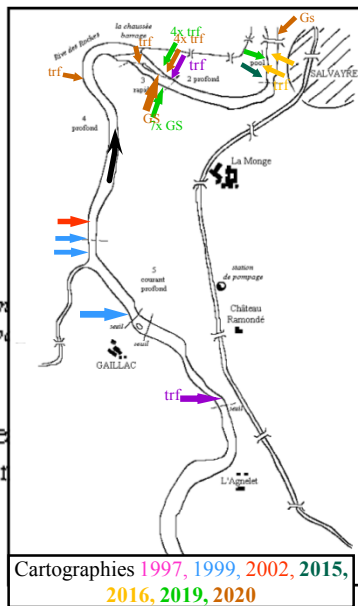 Gs
4x trf
la chaussée
barrage
trf
4x trf
trf
Rive des Roches
trf
3
rapide
2 profond
pool
trf
SALVAYRE
GS
7x GS
4
profond
La Monge
5
courant
profond
station
de pompage
seuil
seuil
Château
Ramondé
GAILLAC
trf
seuil
L'Agnelet
Cartographies 1997, 1999, 2002, 2015,
2016, 2019, 2020